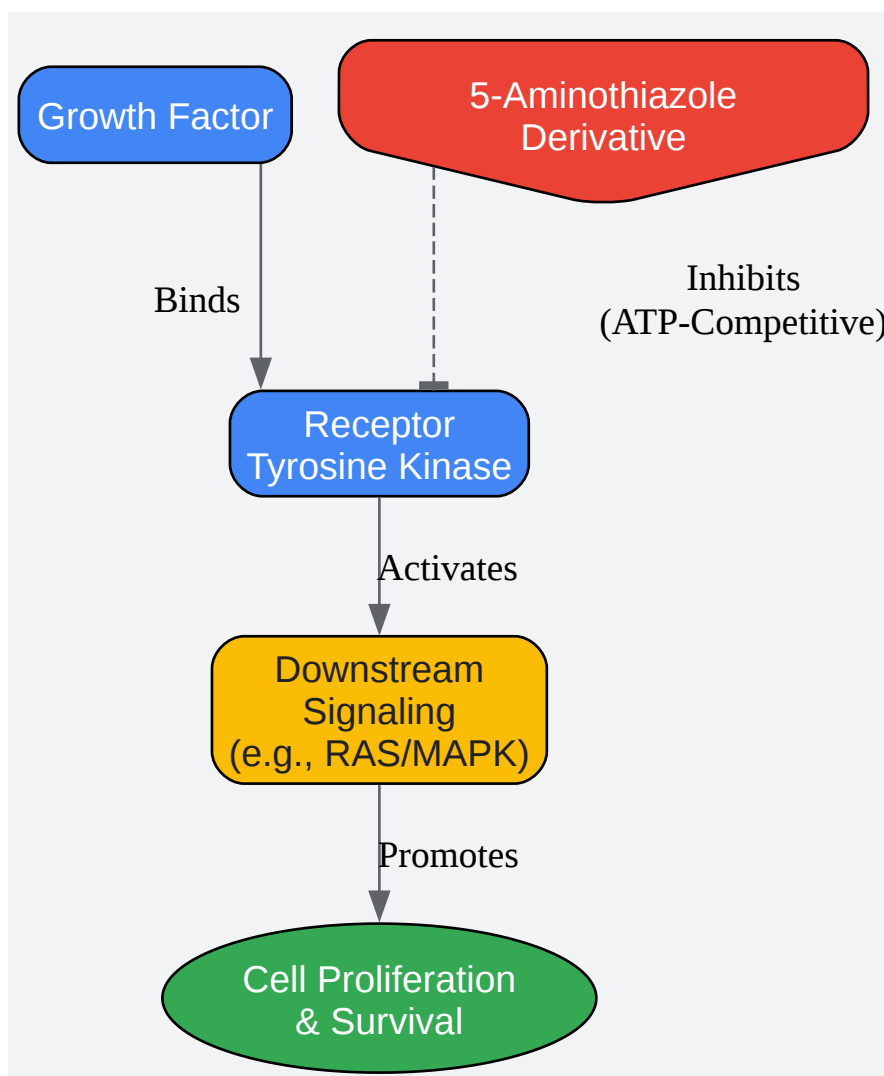 Growth Factor
5-Aminothiazole
Derivative
Binds
Inhibits
(ATP-Competitive)
Receptor
Tyrosine Kinase
Activates
Downstream
Signaling
(e.g., RAS/MAPK)
Promotes
Cell Proliferation
& Survival